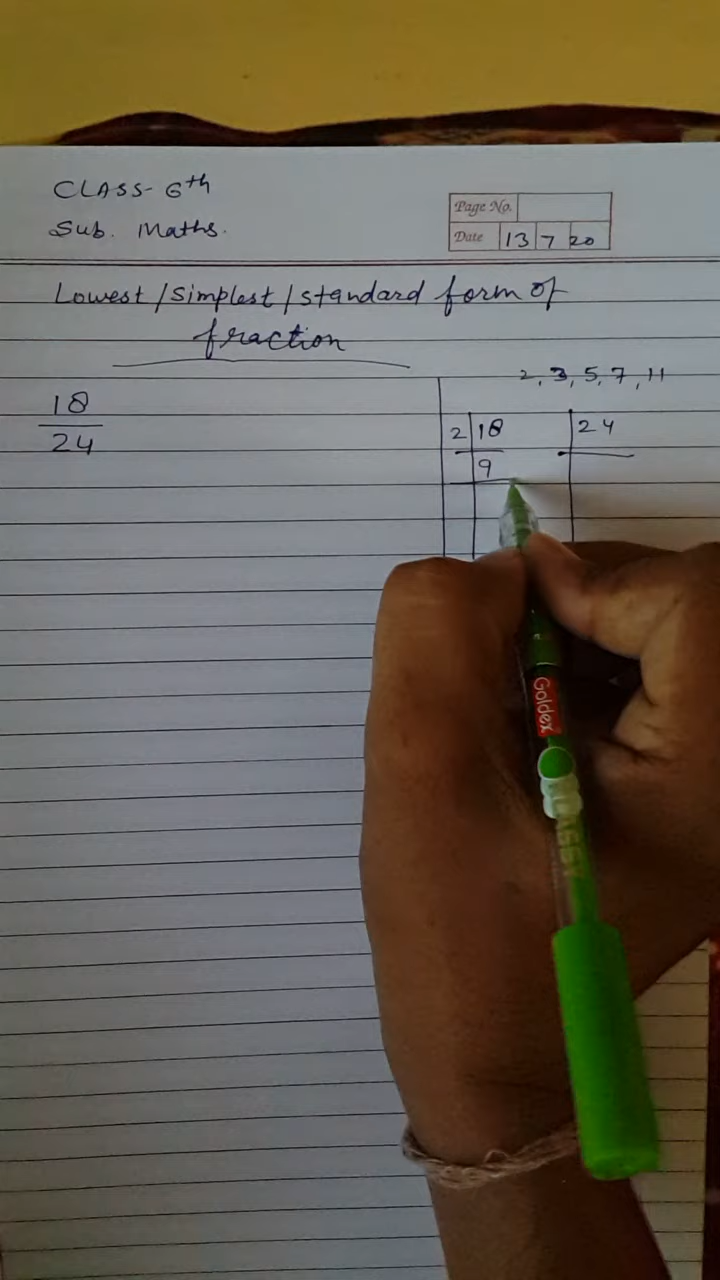 CLASS- 6th
Sub. Maths.
Page No.
Date 13 7 20
Lowest/simplest/standard form of
fraction
2, 3, 5, 7, 11
18
24
2 18
9
24
Goldex